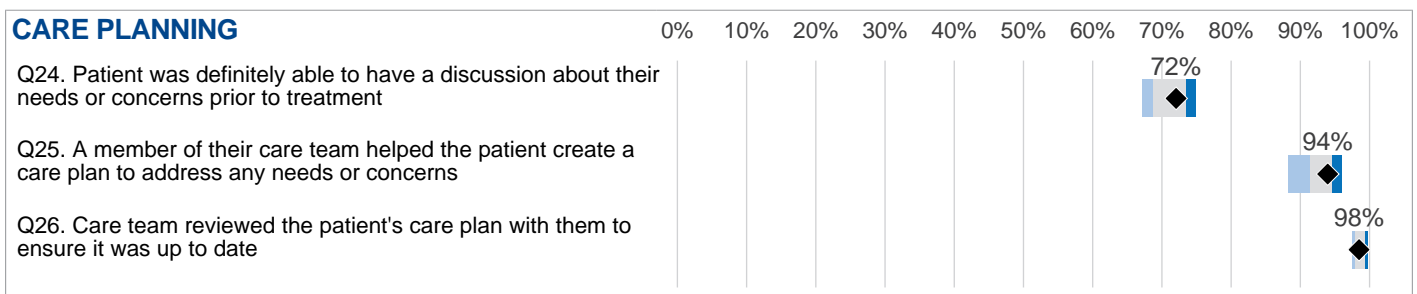 CARE PLANNING
0% 10% 20% 30% 40% 50% 60% 70% 80% 90% 100%
Q24. Patient was definitely able to have a discussion about their
needs or concerns prior to treatment
72%
Q25. A member of their care team helped the patient create a
care plan to address any needs or concerns
94%
Q26. Care team reviewed the patient's care plan with them to
ensure it was up to date
98%